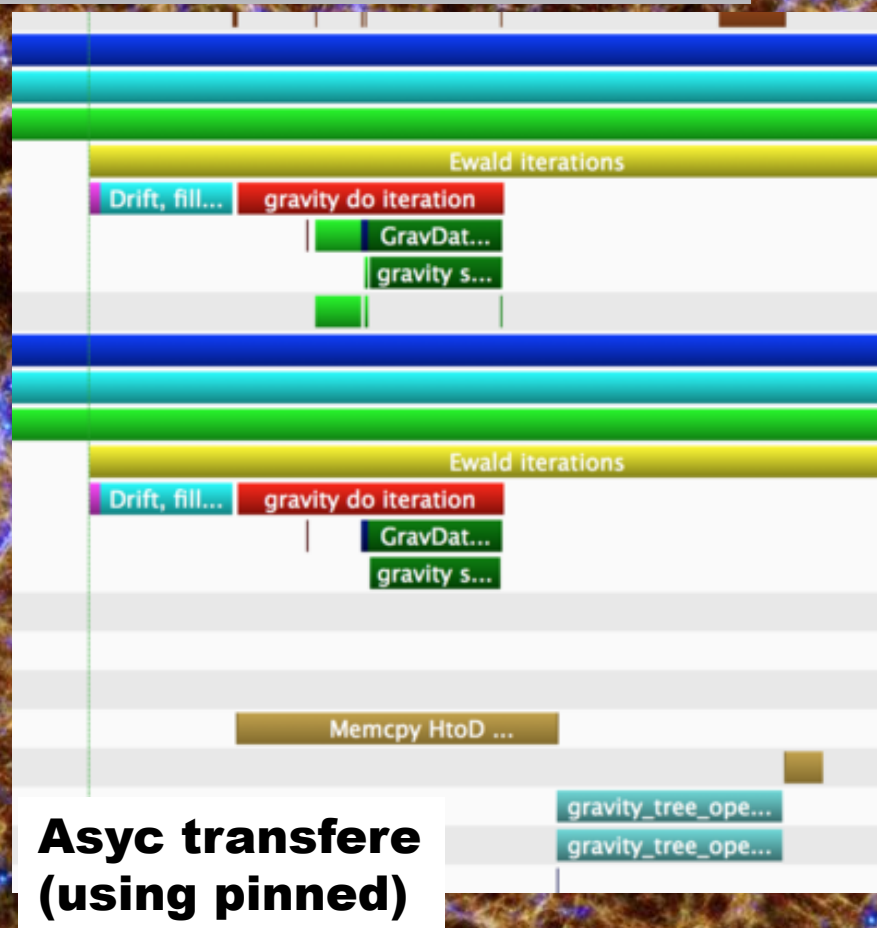 Ewald iterations
Drift, fill...
gravity do iteration
GravDat...
gravity s...
Ewald iterations
Drift, fill...
gravity do iteration
GravDat...
gravity s...
Memcpy HtoD ...
gravity_tree_ope...
gravity_tree_ope...
Asyc transfere
(using pinned)